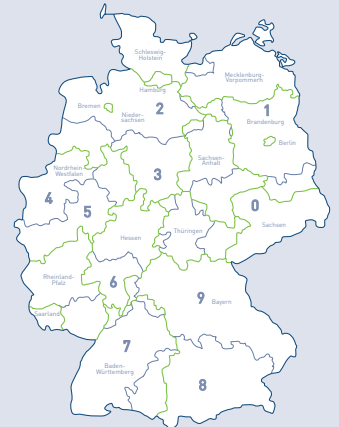 Schleswig-
Holstein
Mecklenburg-
Vorpommern
Hamburg
Bremen
2
1
Nieder-
sachsen
Brandenburg
Berlin
Sachsen-
Anhalt
Nordrhein-
Westfalen
3
4
5
0
Sachsen
Thüringen
Hessen
Rheinland-
Pfalz
6
9
Bayern
Saarland
7
Baden-
Württemberg
8